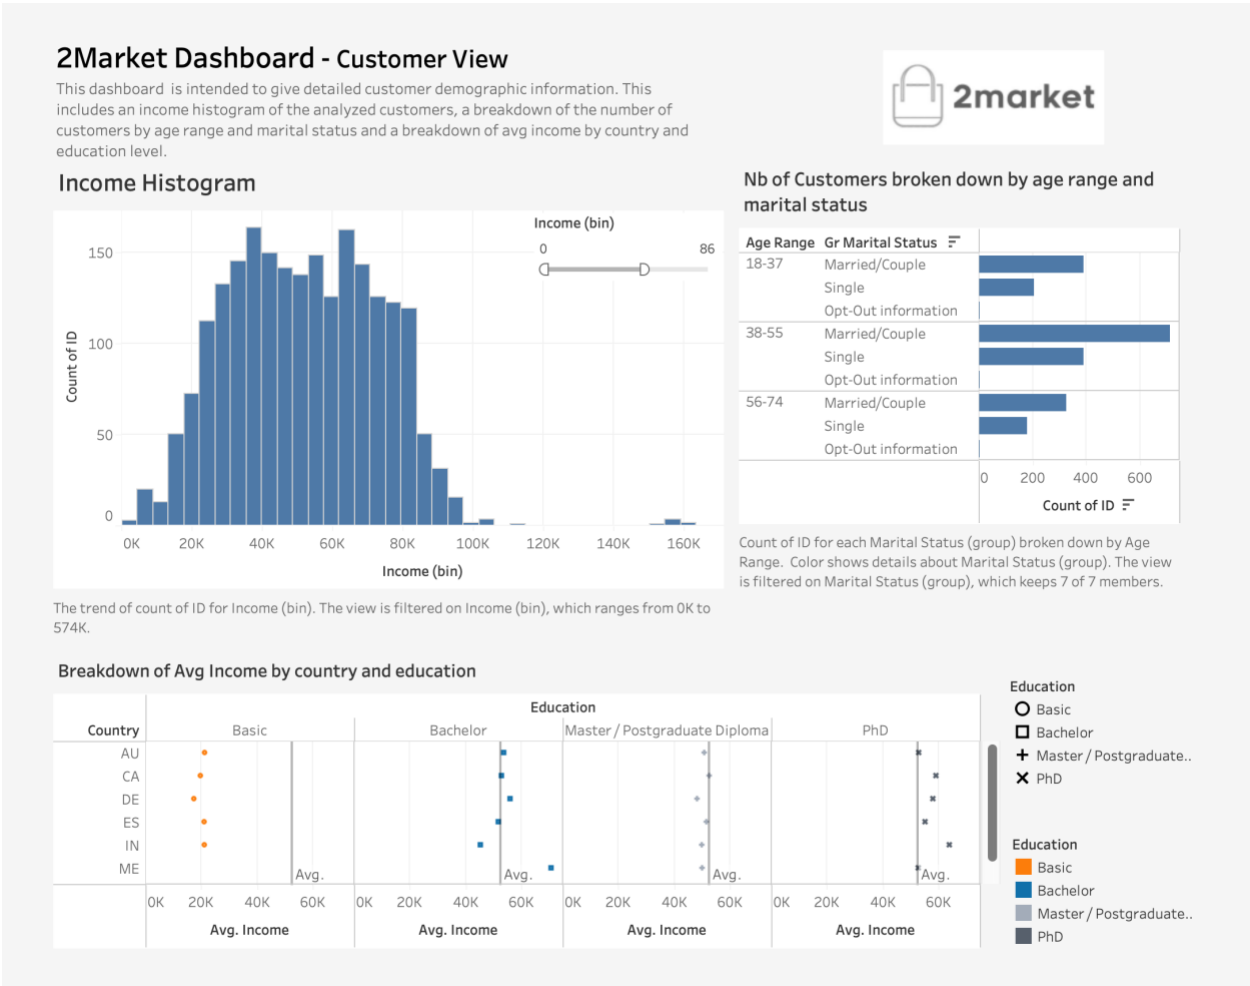 2Market Dashboard - Customer View
This dashboard is intended to give detailed customer demographic information. This
includes an income histogram of the analyzed customers, a breakdown of the number of
customers by age range and marital status and a breakdown of avg income by country and
education level.
2market
Income Histogram
Income (bin)
0 86
150
100
50
0
Count of ID
0K 20K 40K 60K 80K 100K 120K 140K 160K
Income (bin)
The trend of count of ID for Income (bin). The view is filtered on Income (bin), which ranges from 0K to
574K.
Nb of Customers broken down by age range and
marital status
Age Range Gr Marital Status
18-37 Married/Couple
Single
Opt-Out information
38-55 Married/Couple
Single
Opt-Out information
56-74 Married/Couple
Single
Opt-Out information
0 200 400 600
Count of ID
Count of ID for each Marital Status (group) broken down by Age
Range. Color shows details about Marital Status (group). The view
is filtered on Marital Status (group), which keeps 7 of 7 members.
Breakdown of Avg Income by country and education
Education
Country Basic Bachelor Master / Postgraduate Diploma PhD
AU
CA
DE
ES
IN
ME
Avg. Avg. Avg. Avg.
0K 20K 40K 60K 0K 20K 40K 60K 0K 20K 40K 60K 0K 20K 40K 60K
Avg. Income Avg. Income Avg. Income Avg. Income
Education
Basic
Bachelor
Master / Postgraduate..
PhD
Education
Basic
Bachelor
Master / Postgraduate..
PhD